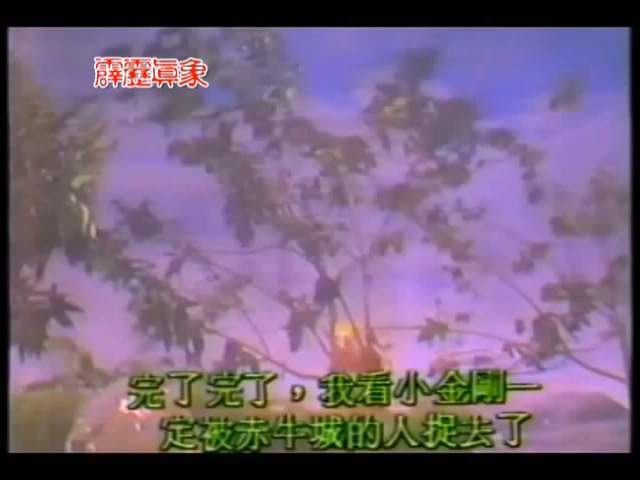 霹靂眞象
完了完了，我看小金剛一
定被赤牛城的人捉去了